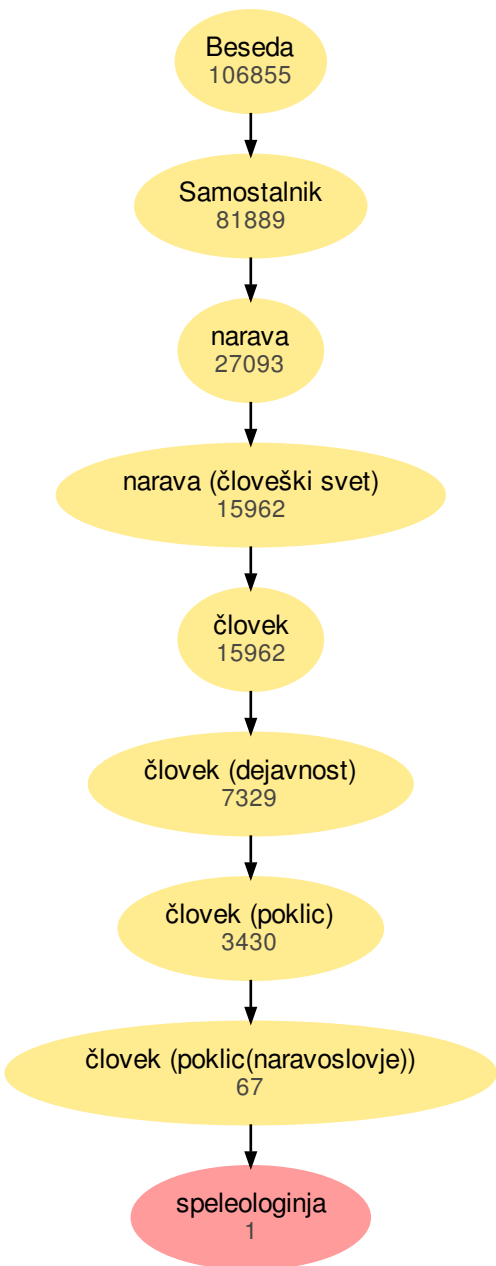 Beseda
106855
Samostalnik
81889
narava
27093
narava (človeški svet)
15962
človek
15962
človek (dejavnost)
7329
človek (poklic)
3430
človek (poklic(naravoslovje))
67
speleologinja
1